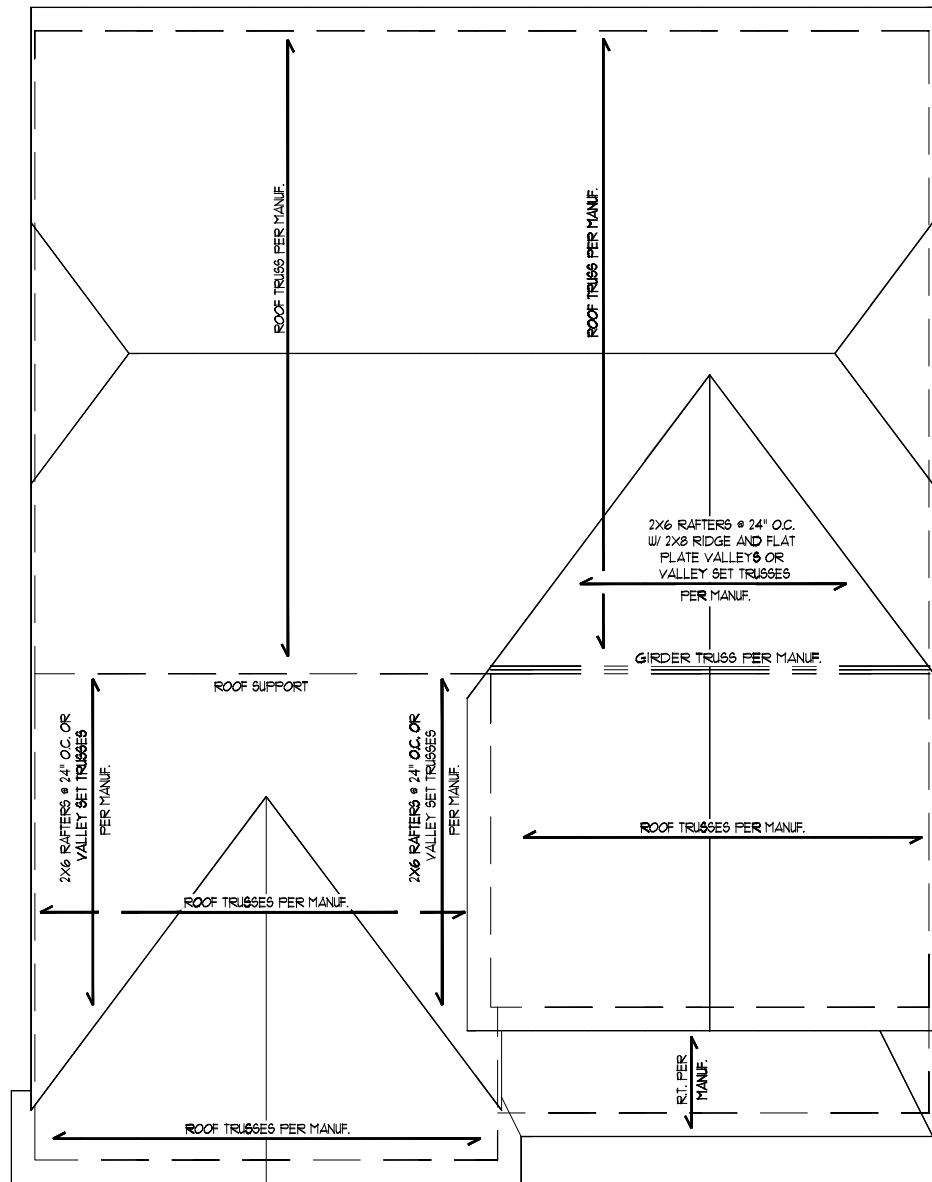 ROOF TRUSS PER MANUF.
ROOF TRUSS PER MANUF.
2X6 RAFTERS @ 24" O.C.
W/ 2X8 RIDGE AND FLAT
PLATE VALLEYS OR
VALLEY SET TRUSSES
PER MANUF.
GIRDER TRUSS PER MANUF.
ROOF SUPPORT
2X6 RAFTERS @ 24" O.C. OR
VALLEY SET TRUSSES
PER MANUF.
2X6 RAFTERS @ 24" O.C. OR
VALLEY SET TRUSSES
PER MANUF.
ROOF TRUSSES PER MANUF.
ROOF TRUSSES PER MANUF.
R.T. PER
MANUF.
ROOF TRUSSES PER MANUF.